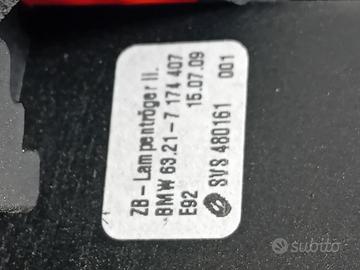 ZB-Lampenträger li.
BMW 63.21-7 174 407
E92 15.07.09
SVS 480161 001
subito